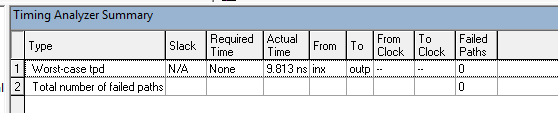 Timing Analyzer Summary
Type Slack Required Time Actual Time From To From Clock To Clock Failed Paths
1 Worst-case tpd N/A None 9.813 ns inx outp -- -- 0
2 Total number of failed paths 0